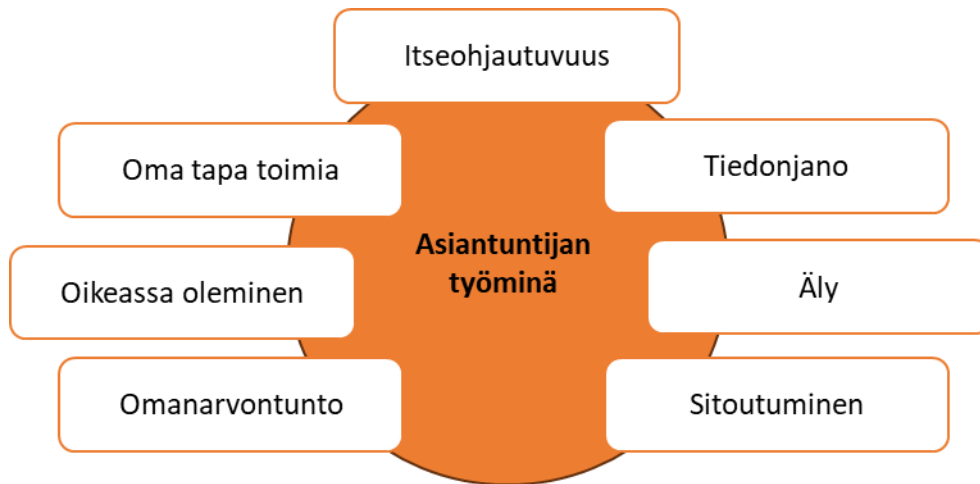 Itseohjautuvuus
Oma tapa toimia
Tiedonjano
Asiantuntijan
työminä
Oikeassa oleminen
Äly
Omanarvontunto
Sitoutuminen